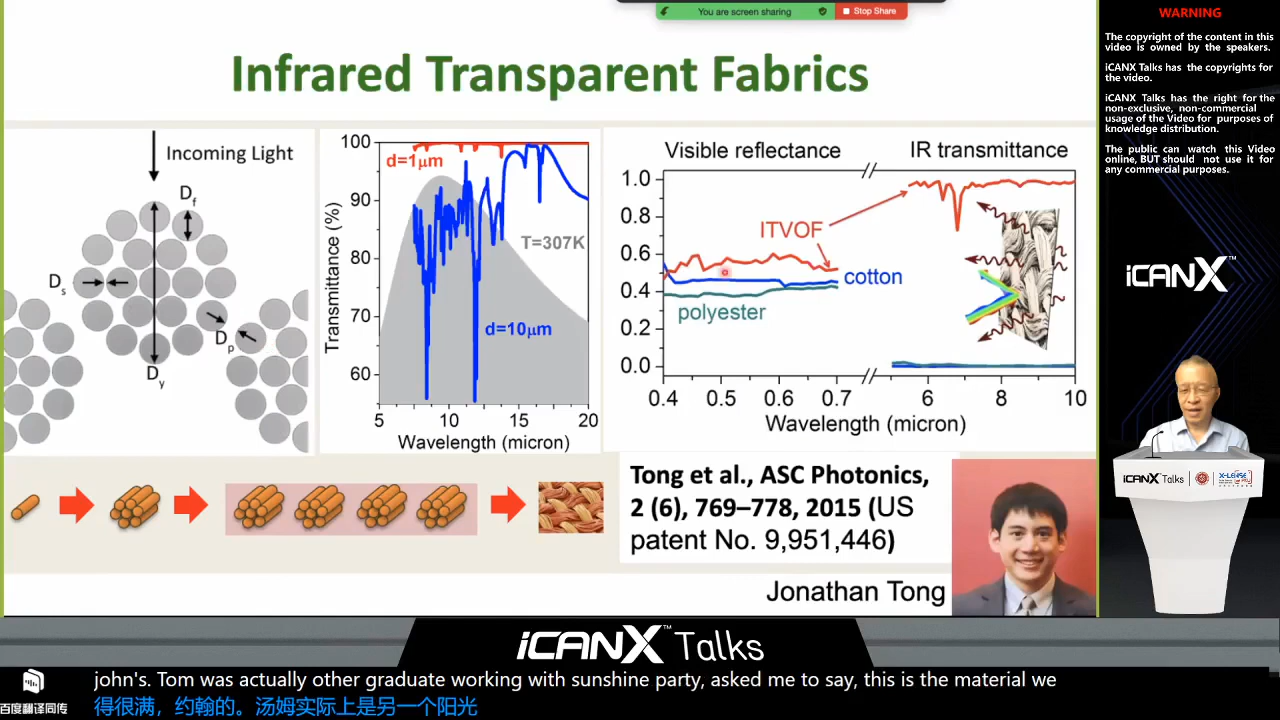 You are screen sharing
Stop Share
Infrared Transparent Fabrics
Incoming Light
Df
Ds
Dp
Dy
100
90
80
70
60
Transmittance (%)
d=1μm
T=307K
d=10μm
5
10
15
20
Wavelength (micron)
Visible reflectance
IR transmittance
1.0
0.8
0.6
0.4
0.2
0.0
ITVOF
cotton
polyester
0.4
0.5
0.6
0.7
6
8
10
Wavelength (micron)
Tong et al., ASC Photonics,
2 (6), 769–778, 2015 (US
patent No. 9,951,446)
Jonathan Tong
WARNING
The copyright of the content in this
video is owned by the speakers.
iCANX Talks has the copyrights for
the video.
iCANX Talks has the right for the
non-exclusive, non-commercial
usage of the Video for purposes of
knowledge distribution.
The public can watch this Video
online, BUT should not use it for
any commercial purposes.
iCANX™
iCANX Talks
iCANX™ Talks
john's. Tom was actually other graduate working with sunshine party, asked me to say, this is the material we
得很满，约翰的。汤姆实际上是另一个阳光
百度翻译同传